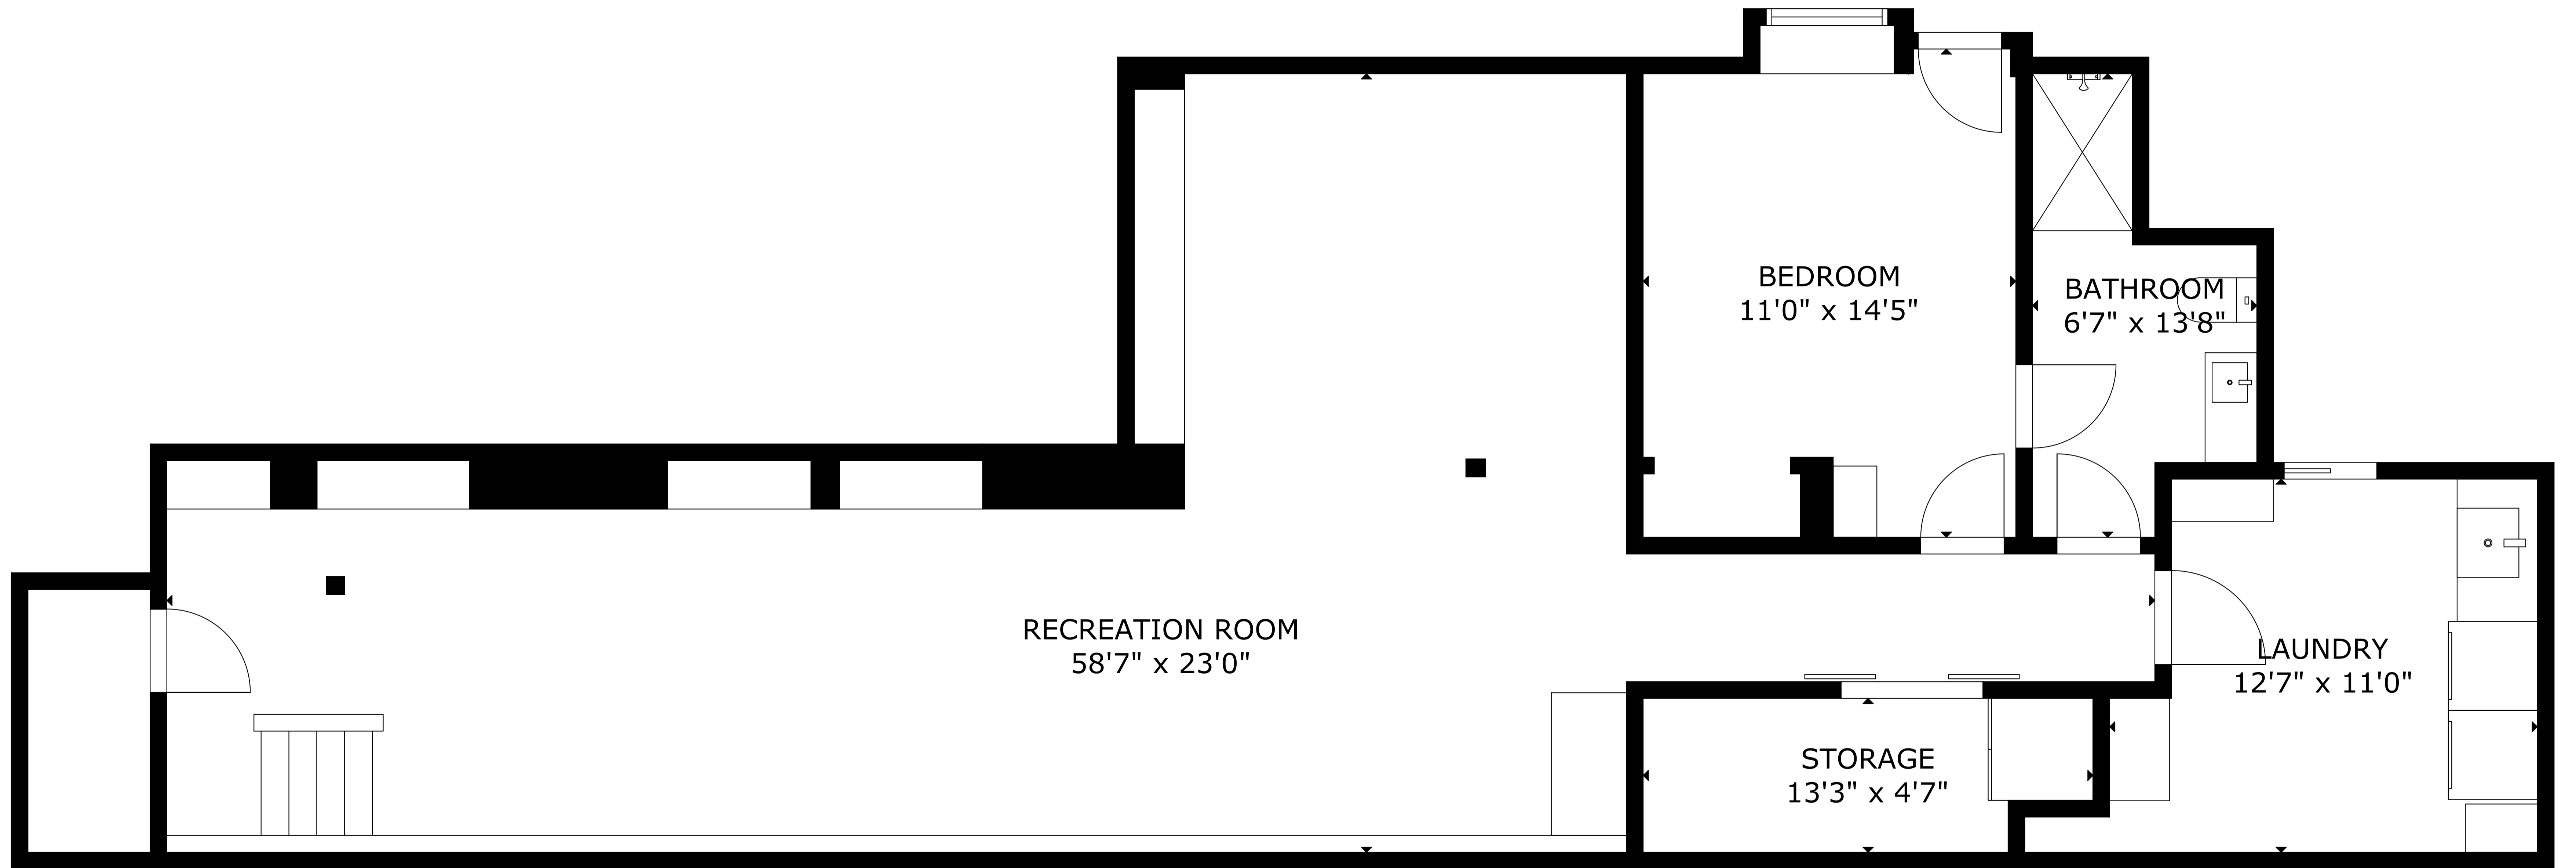 BEDROOM
11'0" x 14'5"
BATHROOM
6'7" x 13'8"
RECREATION ROOM
58'7" x 23'0"
LAUNDRY
12'7" x 11'0"
STORAGE
13'3" x 4'7"